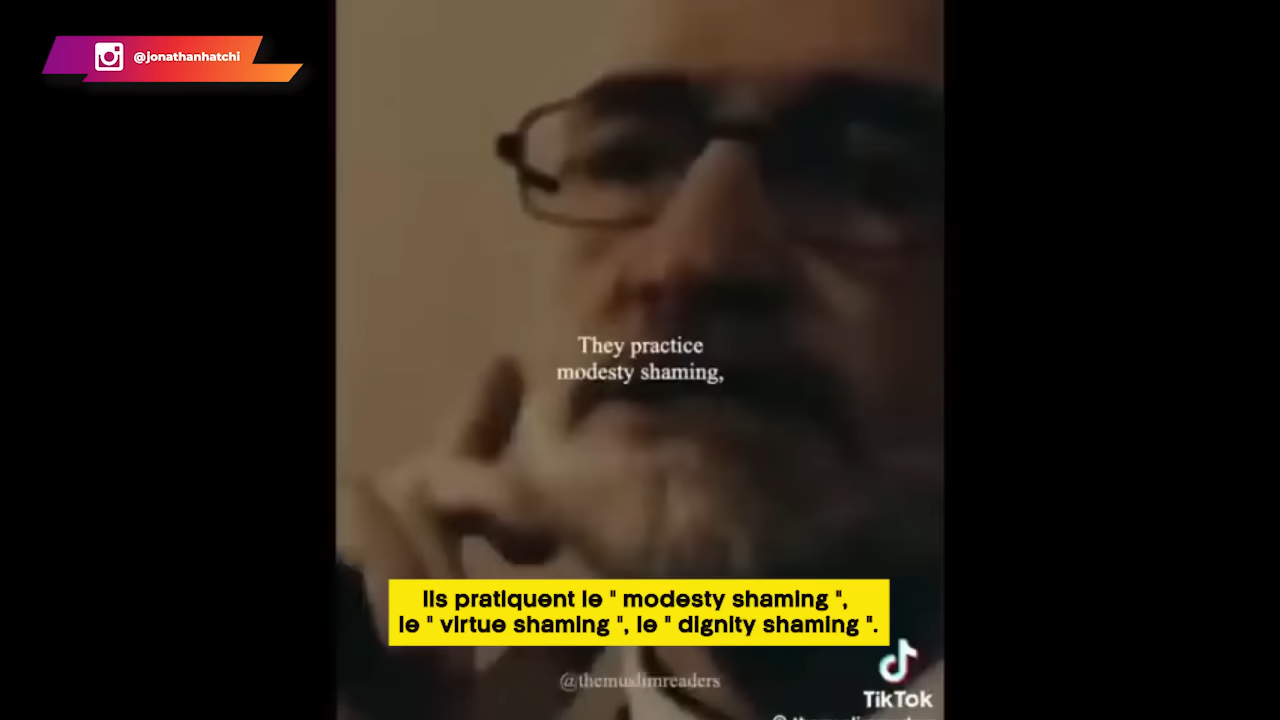 @jonathanhatchi
They practice
modesty shaming,
Ils pratiquent le " modesty shaming ",
le " virtue shaming ", le " dignity shaming ".
@themuslimreaders
TikTok